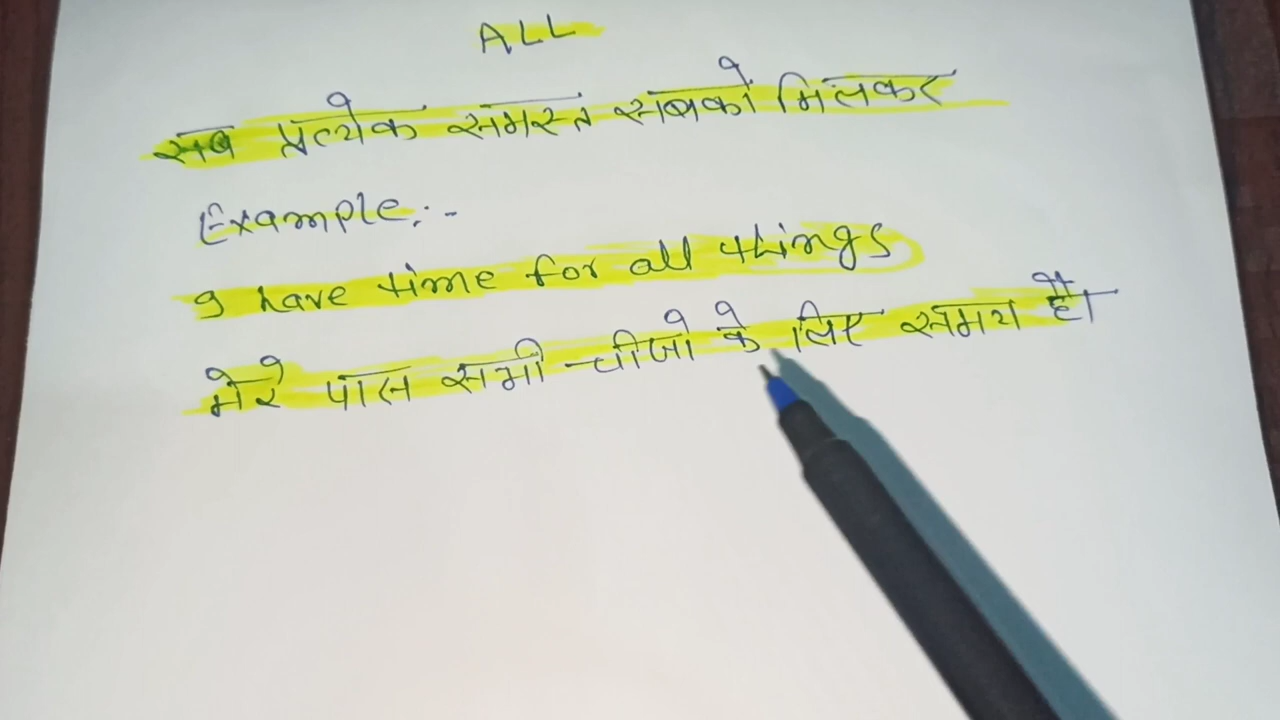 ALL
सब प्रत्येक समस्त सबको मिलकर
Example:-
I have time for all things
मेरे पास सभी चीजो के लिए समय है।